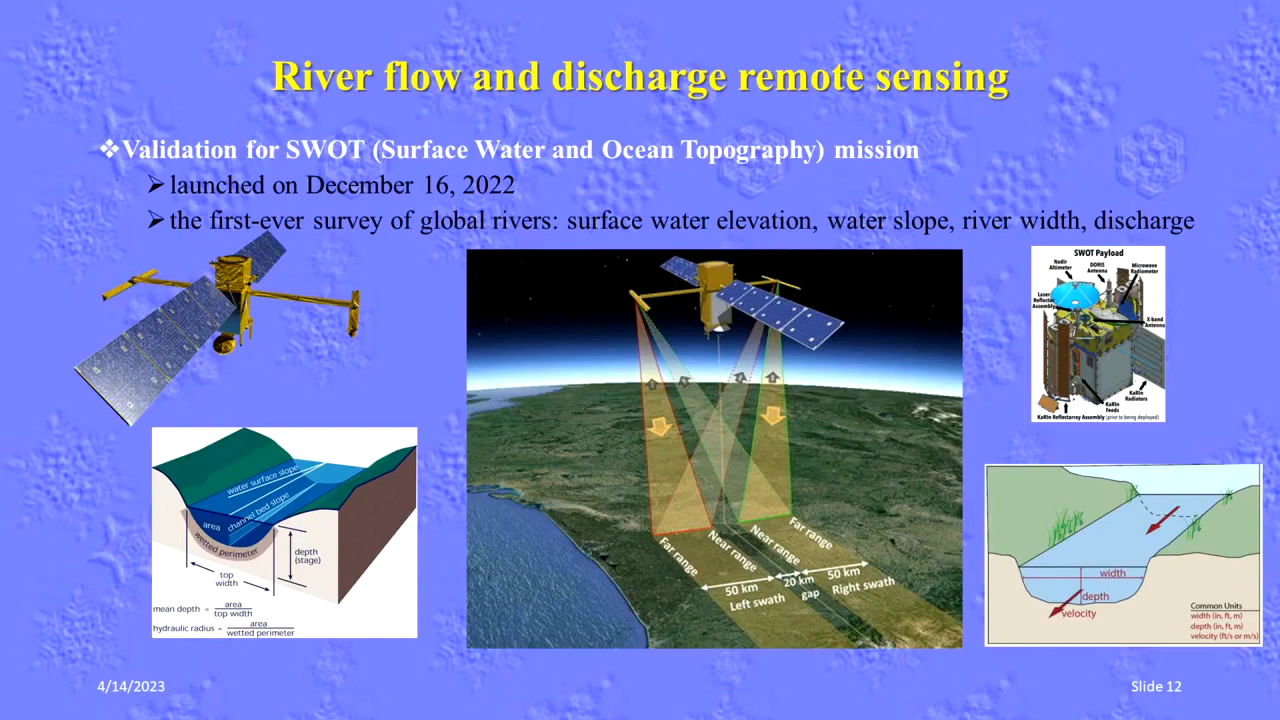 River flow and discharge remote sensing
❖Validation for SWOT (Surface Water and Ocean Topography) mission
➢launched on December 16, 2022
➢the first-ever survey of global rivers: surface water elevation, water slope, river width, discharge
SWOT Payload
Nadir Altimeter
DORIS Antenna
Microwave Radiometer
Laser Reflector Assembly
X-band Antenna
KaRIn Radiators
KaRIn Feeds
KaRIn Reflectarray Assembly (prior to being deployed)
Far range
Near range
Near range
Far range
50 km
20 km
gap
50 km
Left swath
Right swath
water surface slope
channel bed slope
area
wetted perimeter
depth
(stage)
top
width
mean depth = area / top width
hydraulic radius = area / wetted perimeter
width
depth
velocity
Common Units
width (in, ft, m)
depth (in, ft, m)
velocity (ft/s or m/s)
4/14/2023
Slide 12